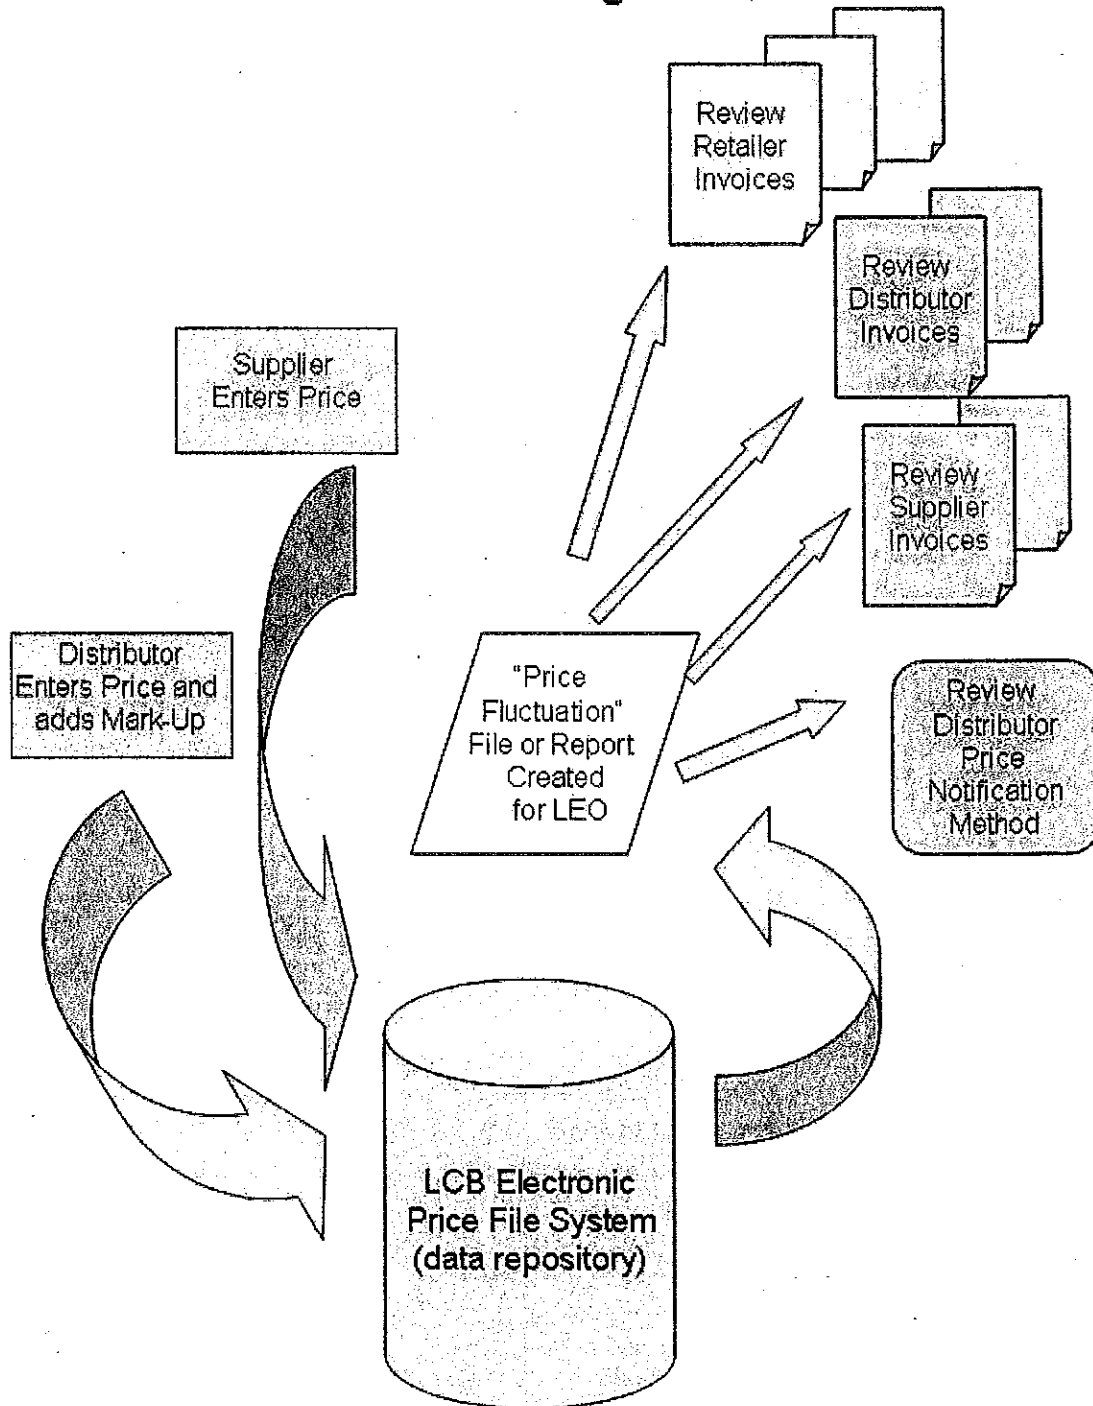 Review
Retailer
Invoices
Review
Distributor
Invoices
Supplier
Enters Price
Review
Supplier
Invoices
Distributor
Enters Price and
adds Mark-Up
"Price
Fluctuation"
File or Report
Created
for LEO
Review
Distributor
Price
Notification
Method
LCB Electronic
Price File System
(data repository)